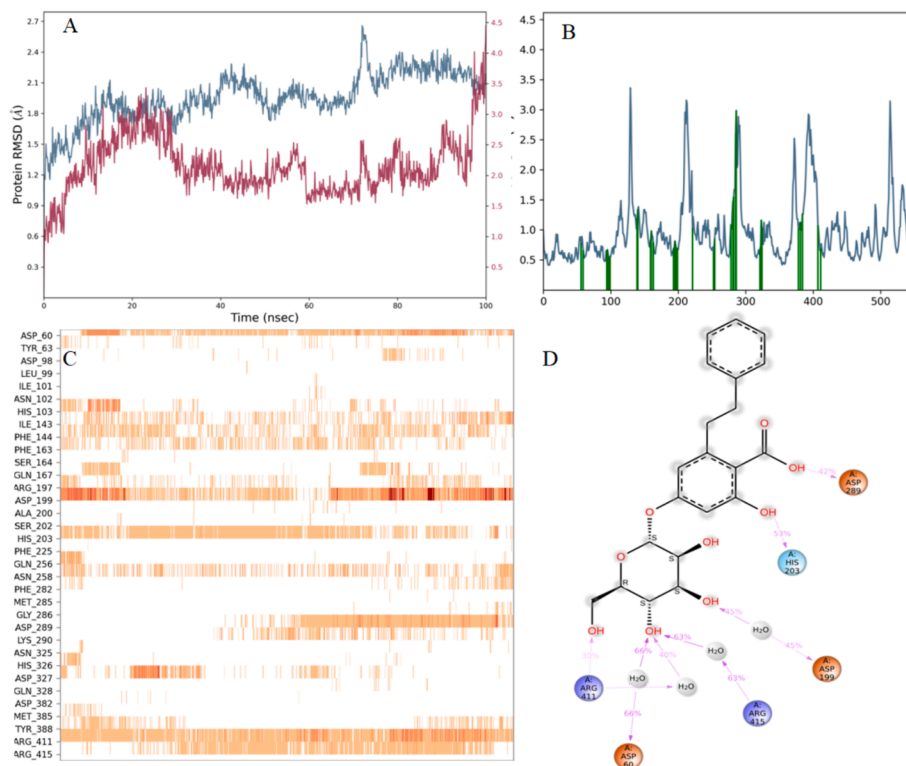 A
Protein RMSD (Å)
2.7
2.4
2.1
1.8
1.5
1.2
0.9
0.6
0.3
4.5
4.0
3.5
3.0
2.5
2.0
1.5
1.0
0.5
0
20
40
60
80
100
Time (nsec)
B
4.5
4.0
3.5
3.0
2.5
2.0
1.5
1.0
0.5
0
100
200
300
400
500
C
ASP_60
TYR_63
ASP_98
LEU_99
ILE_101
ASN_102
HIS_103
ILE_143
PHE_144
PHE_163
SER_164
GLN_167
ARG_197
ASP_199
ALA_200
SER_202
HIS_203
PHE_225
GLN_256
ASN_258
PHE_282
MET_285
GLY_286
ASP_289
LYS_290
ASN_325
HIS_326
ASP_327
GLN_328
ASP_382
MET_385
TYR_388
ARG_411
ARG_415
D
O
OH
42%
A:
ASP
289
O
OH
53%
A:
HIS
203
S
O
OH
S
R
S
S
OH
45%
H₂O
45%
A:
ASP
199
OH
OH
63%
H₂O
63%
A:
ARG
415
66%
40%
H₂O
H₂O
A:
ARG
411
66%
A:
ASP
60